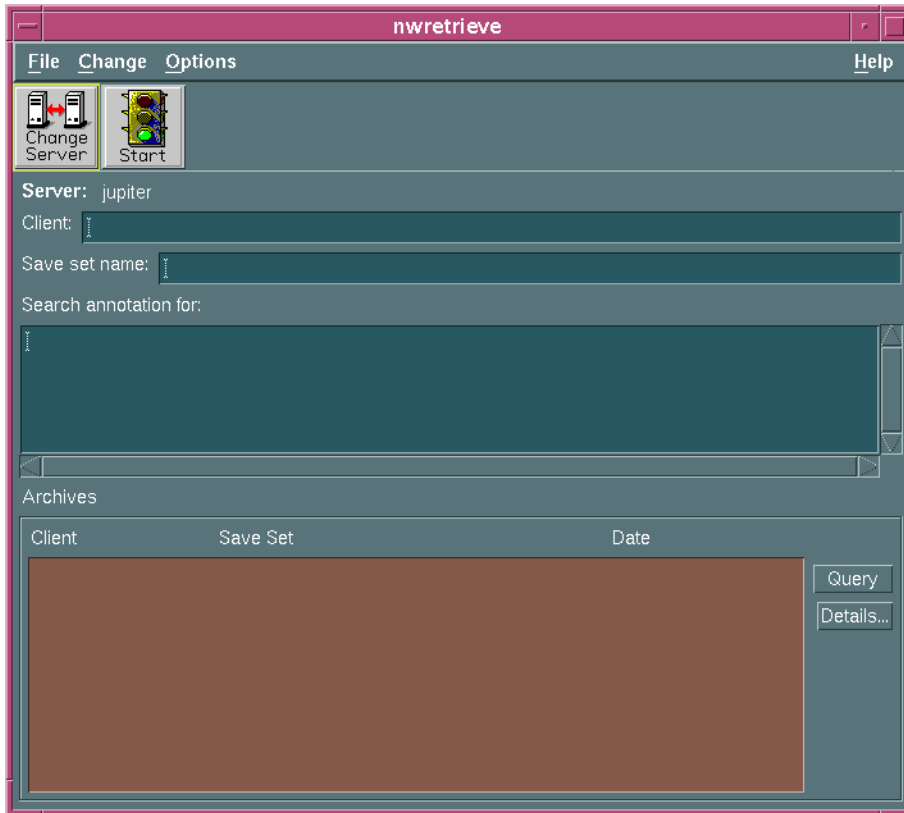 nwretrieve
File Change Options Help
Change Server
Start
Server: jupiter
Client:
Save set name:
Search annotation for:
Archives
Client Save Set Date
Query
Details...